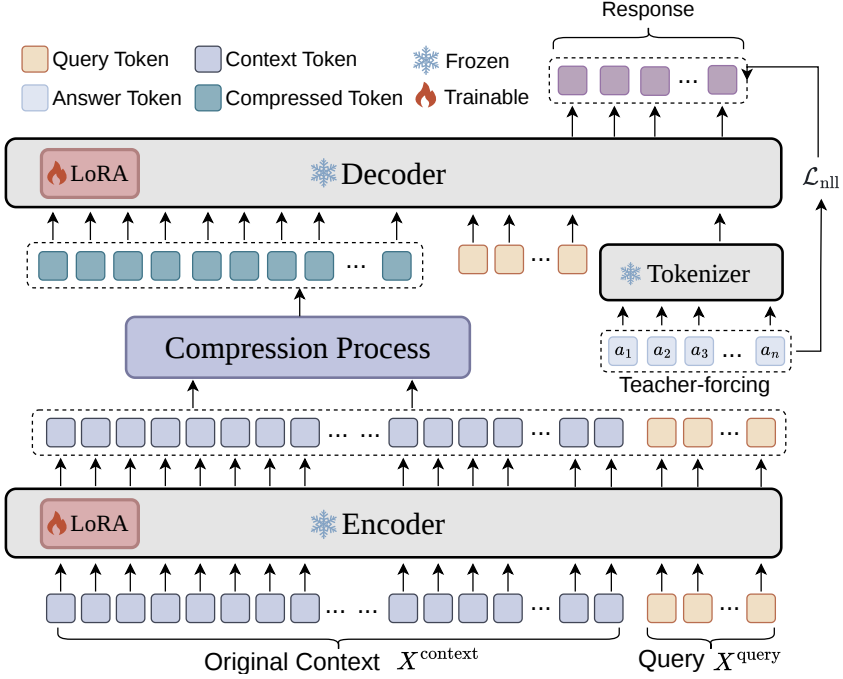 Response
Query Token Context Token Frozen
Answer Token Compressed Token Trainable
LoRA Decoder
ℒnll
...
...
...
Tokenizer
Compression Process
a1 a2 a3 ... an
Teacher-forcing
... ... ... ...
LoRA Encoder
... ... ... ...
Original Context Xcontext Query Xquery